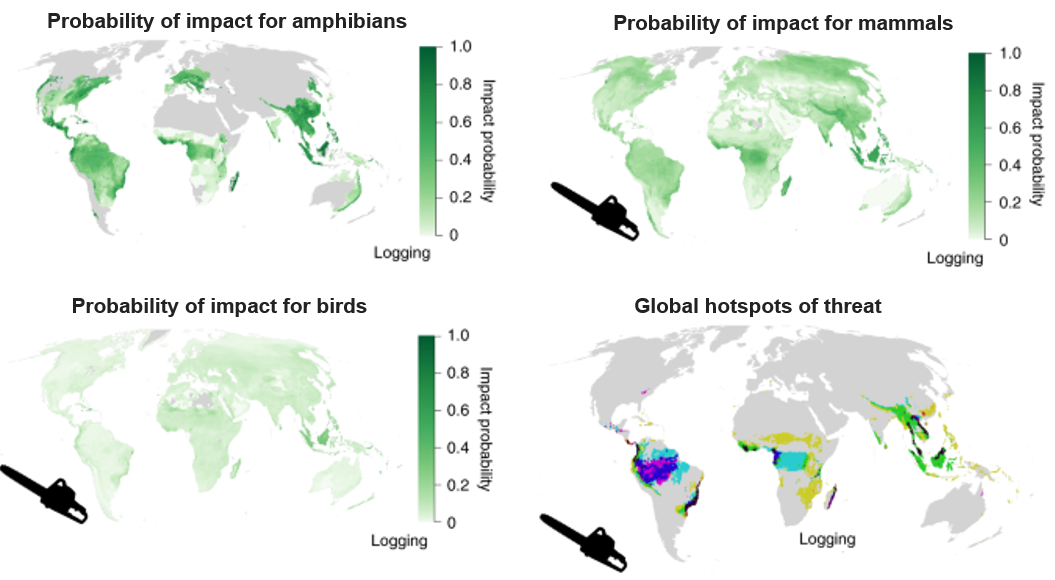 Probability of impact for amphibians
1.0
0.8
0.6
0.4
0.2
0
Impact probability
Logging
Probability of impact for mammals
1.0
0.8
0.6
0.4
0.2
0
Impact probability
Logging
Probability of impact for birds
1.0
0.8
0.6
0.4
0.2
0
Impact probability
Logging
Global hotspots of threat
Logging